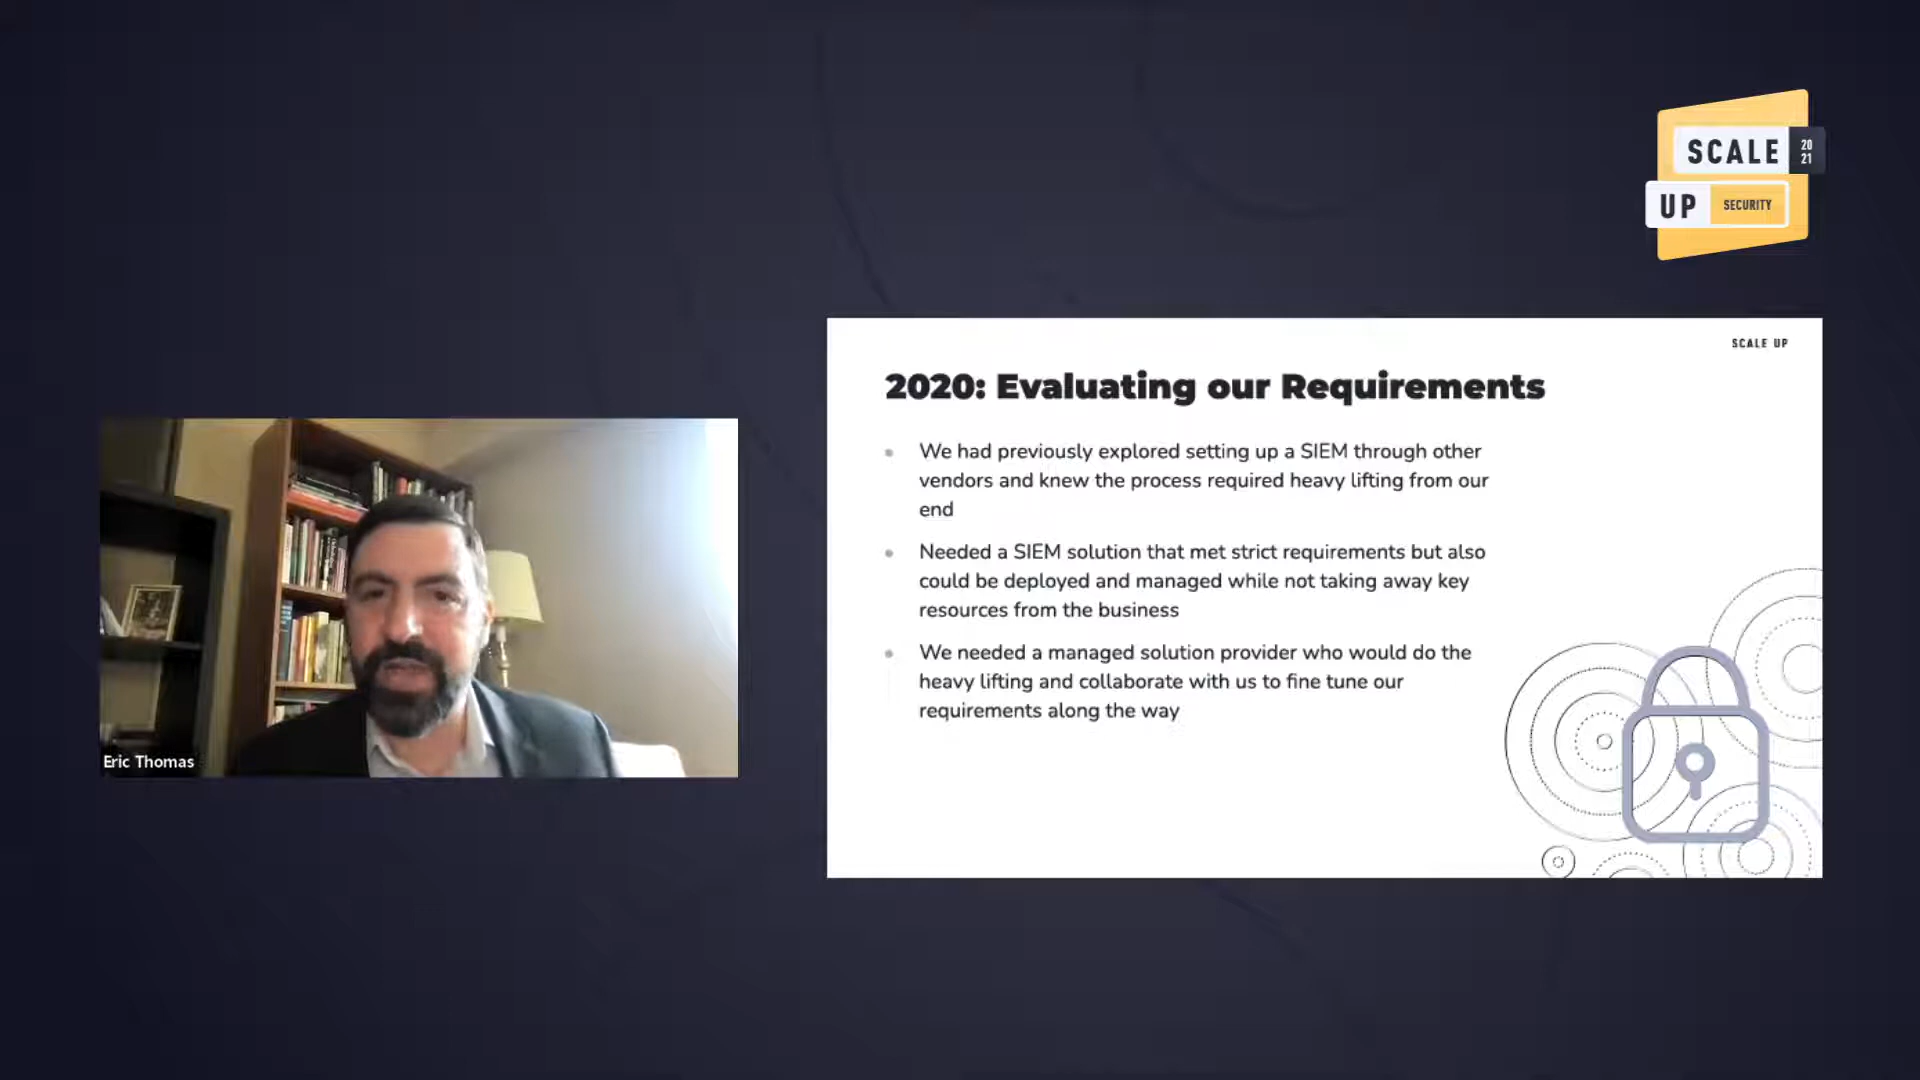 SCALE
20
21
UP
SECURITY
SCALE UP
2020: Evaluating our Requirements
We had previously explored setting up a SIEM through other
vendors and knew the process required heavy lifting from our
end
Needed a SIEM solution that met strict requirements but also
could be deployed and managed while not taking away key
resources from the business
We needed a managed solution provider who would do the
heavy lifting and collaborate with us to fine tune our
requirements along the way
Eric Thomas